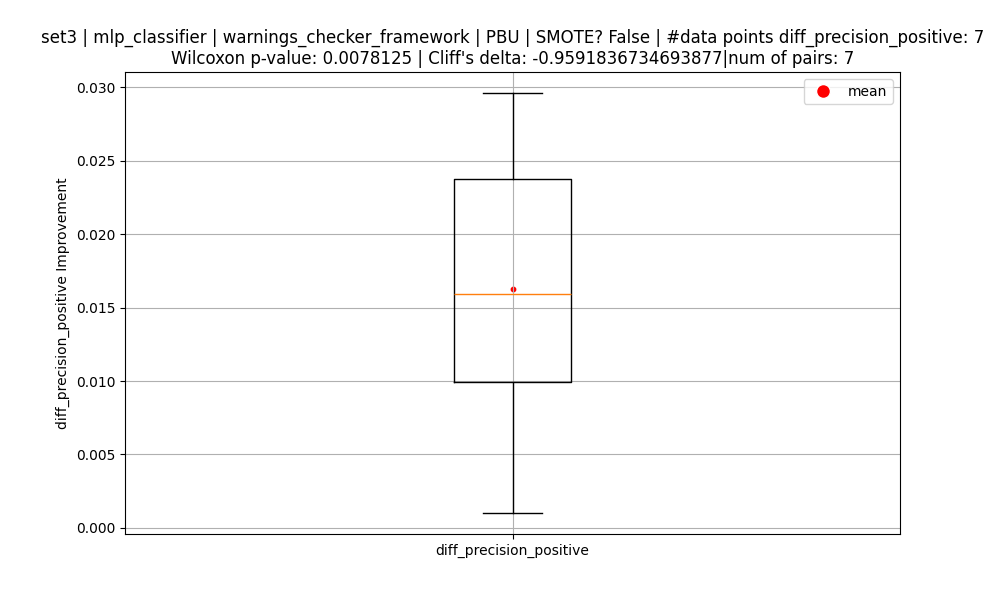 set3 | mlp_classifier | warnings_checker_framework | PBU | SMOTE? False | #data points diff_precision_positive: 7
Wilcoxon p-value: 0.0078125 | Cliff's delta: -0.9591836734693877|num of pairs: 7
mean
0.030
0.025
0.020
0.015
0.010
0.005
0.000
diff_precision_positive Improvement
diff_precision_positive